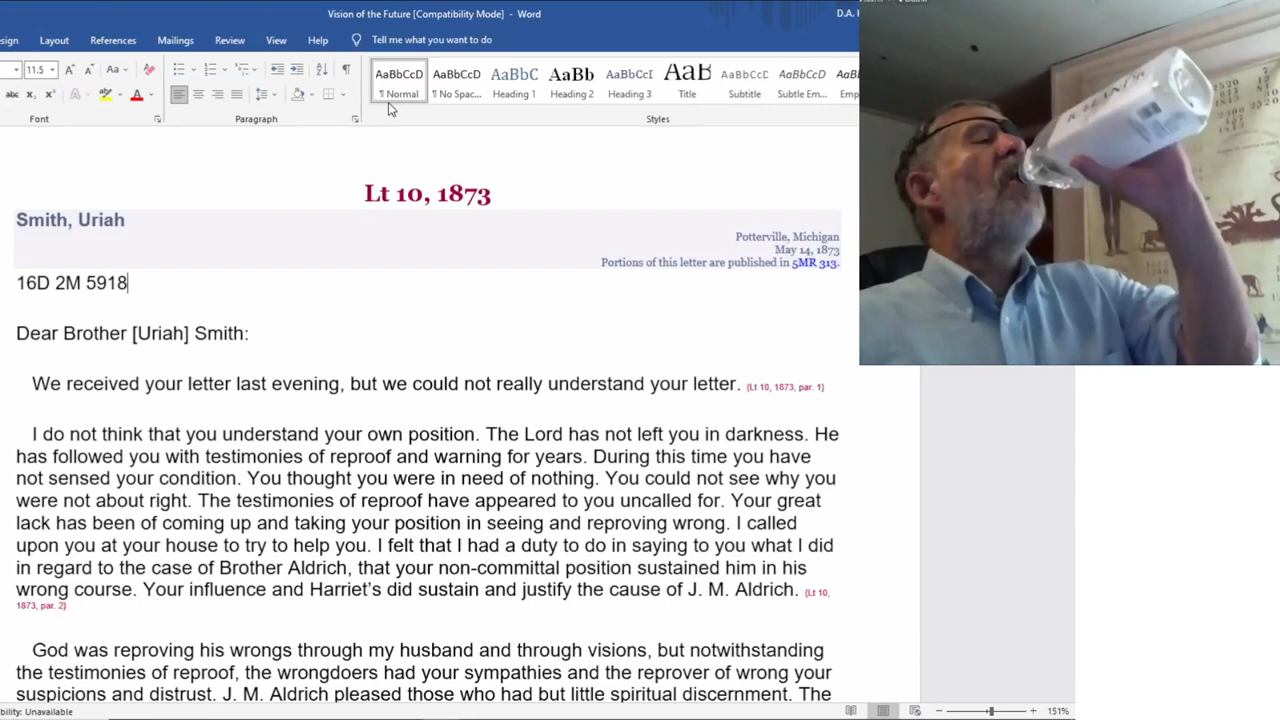 Vision of the Future [Compatibility Mode] - Word
D.A.
sign Layout References Mailings Review View Help Tell me what you want to do
11.5 A A Aa
AaBbCcD AaBbCcD AaBbC AaBb AaBbCcI AaB AaBbCcD AaBbCcD AaBb
¶ Normal ¶ No Spac... Heading 1 Heading 2 Heading 3 Title Subtitle Subtle Em... Emp
Font Paragraph Styles
Lt 10, 1873
Smith, Uriah
Potterville, Michigan
May 14, 1873
Portions of this letter are published in 5MR 313.
16D 2M 5918
Dear Brother [Uriah] Smith:
We received your letter last evening, but we could not really understand your letter. {Lt 10, 1873, par. 1}
I do not think that you understand your own position. The Lord has not left you in darkness. He
has followed you with testimonies of reproof and warning for years. During this time you have
not sensed your condition. You thought you were in need of nothing. You could not see why you
were not about right. The testimonies of reproof have appeared to you uncalled for. Your great
lack has been of coming up and taking your position in seeing and reproving wrong. I called
upon you at your house to try to help you. I felt that I had a duty to do in saying to you what I did
in regard to the case of Brother Aldrich, that your non-committal position sustained him in his
wrong course. Your influence and Harriet's did sustain and justify the cause of J. M. Aldrich. {Lt 10,
1873, par. 2}
God was reproving his wrongs through my husband and through visions, but notwithstanding
the testimonies of reproof, the wrongdoers had your sympathies and the reprover of wrong your
suspicions and distrust. J. M. Aldrich pleased those who had but little spiritual discernment. The
bility: Unavailable
151%
2520